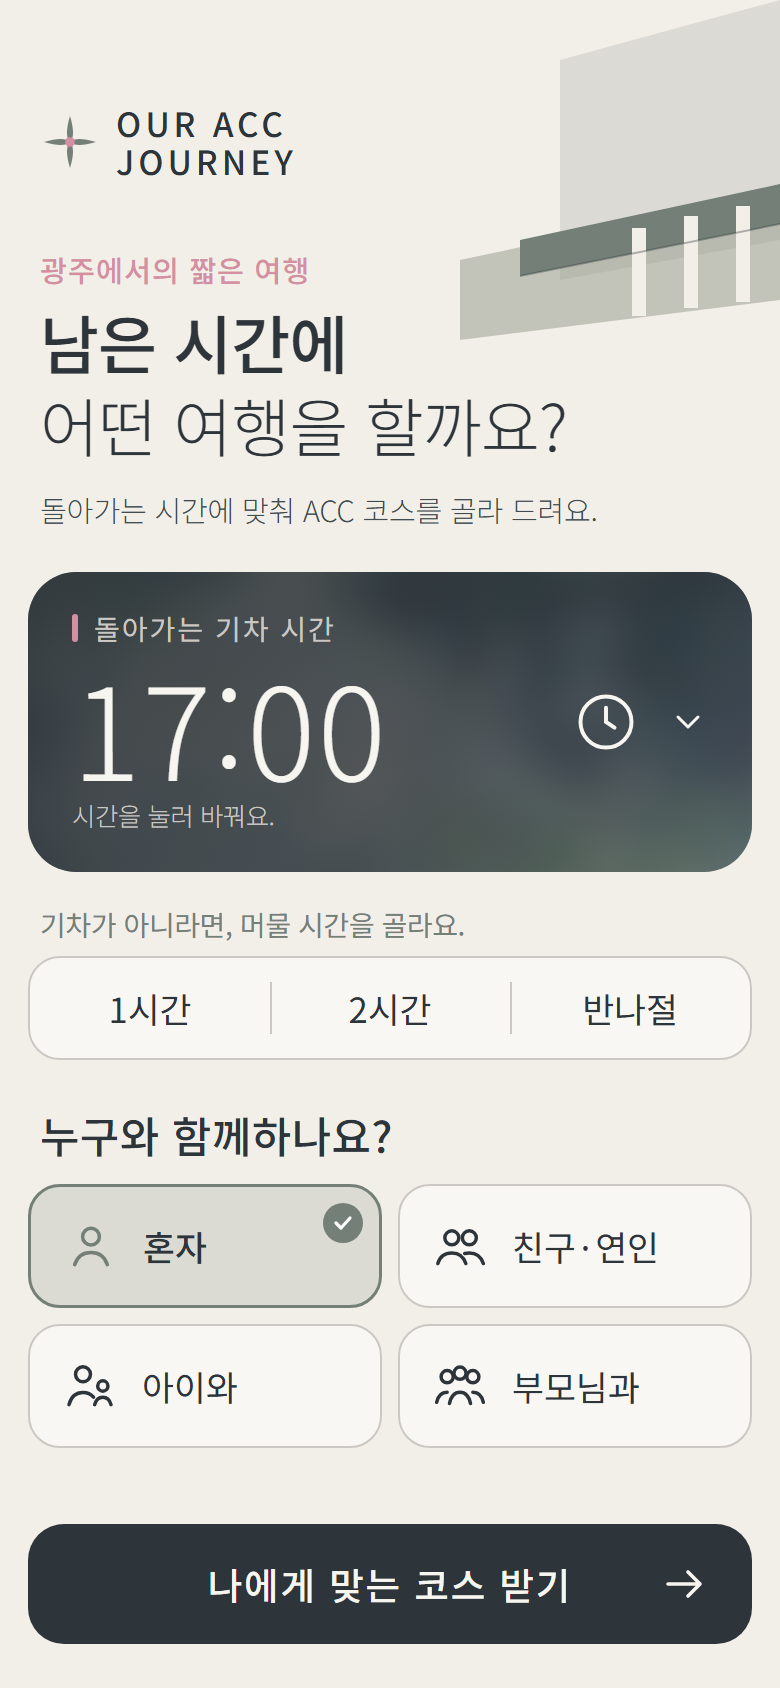 OUR ACC
JOURNEY
광주에서의 짧은 여행
남은 시간에
어떤 여행을 할까요?
돌아가는 시간에 맞춰 ACC 코스를 골라 드려요.
돌아가는 기차 시간
17:00
시간을 눌러 바꿔요.
기차가 아니라면, 머물 시간을 골라요.
1시간 2시간 반나절
누구와 함께하나요?
혼자 친구·연인
아이와 부모님과
나에게 맞는 코스 받기